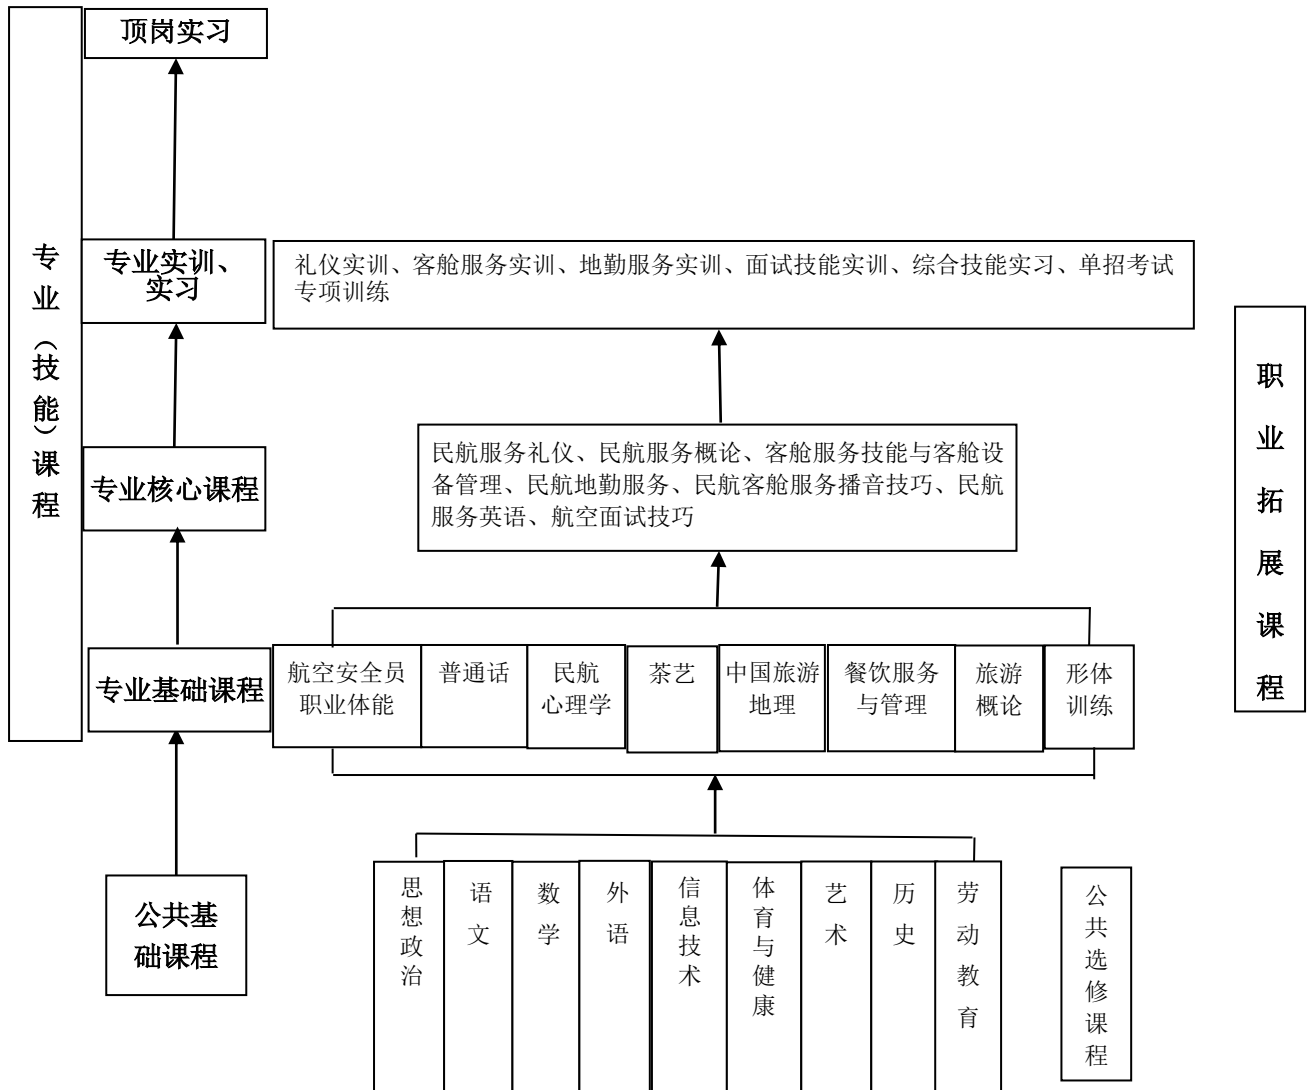 顶岗实习
专业（技能）课程
专业实训、
实习
礼仪实训、客舱服务实训、地勤服务实训、面试技能实训、综合技能实习、单招考试
专项训练
职业拓展课程
专业核心课程
民航服务礼仪、民航服务概论、客舱服务技能与客舱设
备管理、民航地勤服务、民航客舱服务播音技巧、民航
服务英语、航空面试技巧
专业基础课程
航空安全员
职业体能
普通话
民航
心理学
茶艺
中国旅游
地理
餐饮服务
与管理
旅游
概论
形体
训练
公共基
础课程
思想政治
语文
数学
外语
信息技术
体育与健康
艺术
历史
劳动教育
公共选修课程